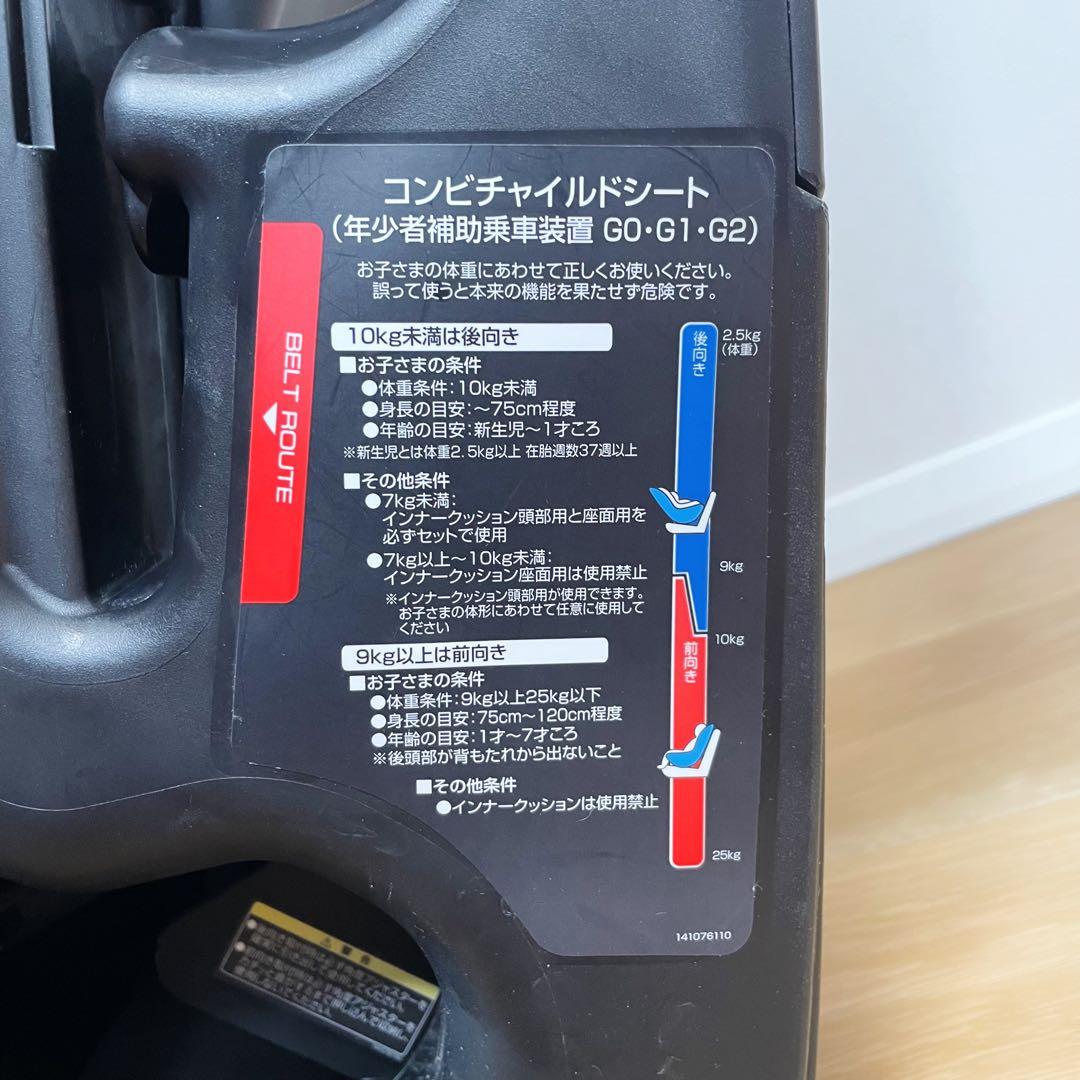 コンビチャイルドシート
(年少者補助乗車装置 G0・G1・G2)
お子さまの体重にあわせて正しくお使いください。
誤って使うと本来の機能を果たせず危険です。
BELT ROUTE
10kg未満は後向き
■お子さまの条件
●体重条件:10kg未満
●身長の目安:～75cm程度
●年齢の目安:新生児～1才ころ
※新生児とは体重2.5kg以上 在胎週数37週以上
■その他条件
●7kg未満:
インナークッション頭部用と座面用を
必ずセットで使用
●7kg以上～10kg未満:
インナークッション座面用は使用禁止
※インナークッション頭部用が使用できます。
お子さまの体形にあわせて任意に使用して
ください
9kg以上は前向き
■お子さまの条件
●体重条件:9kg以上25kg以下
●身長の目安:75cm～120cm程度
●年齢の目安:1才～7才ころ
※後頭部が背もたれから出ないこと
■その他条件
●インナークッションは使用禁止
後向き
2.5kg
(体重)
9kg
10kg
前向き
25kg
141076110